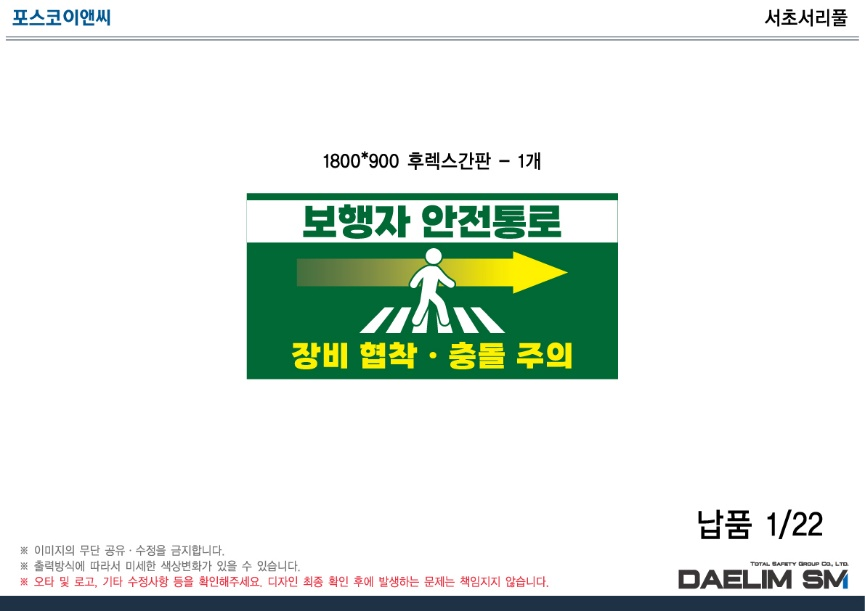 포스코이앤씨
서초서리풀
1800*900 후렉스간판 - 1개
보행자 안전통로
장비 협착 · 충돌 주의
납품 1/22
※ 이미지의 무단 공유 · 수정을 금지합니다.
※ 출력방식에 따라서 미세한 색상변화가 있을 수 있습니다.
※ 오타 및 로고, 기타 수정사항 등을 확인해주세요. 디자인 최종 확인 후에 발생하는 문제는 책임지지 않습니다.
TOTAL SAFETY GROUP CO., LTD.
DAELIM SM